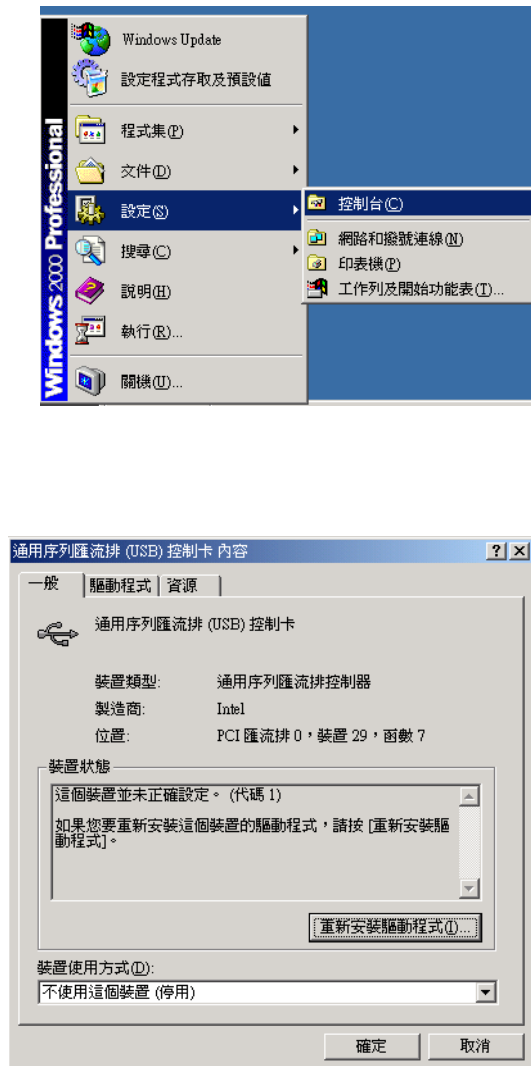 Windows 2000 Professional
Windows Update
設定程式存取及預設值
程式集(P)
文件(D)
設定(S)
搜尋(C)
說明(H)
執行(R)...
關機(U)...
控制台(C)
網路和撥號連線(N)
印表機(P)
工作列及開始功能表(T)...
通用序列匯流排 (USB) 控制卡 內容
一般
驅動程式
資源
通用序列匯流排 (USB) 控制卡
裝置類型: 通用序列匯流排控制器
製造商: Intel
位置: PCI 匯流排 0，裝置 29，函數 7
裝置狀態
這個裝置並未正確設定。 (代碼 1)
如果您要重新安裝這個裝置的驅動程式，請按 [重新安裝驅
動程式]。
重新安裝驅動程式(I)...
裝置使用方式(D):
不使用這個裝置 (停用)
確定
取消